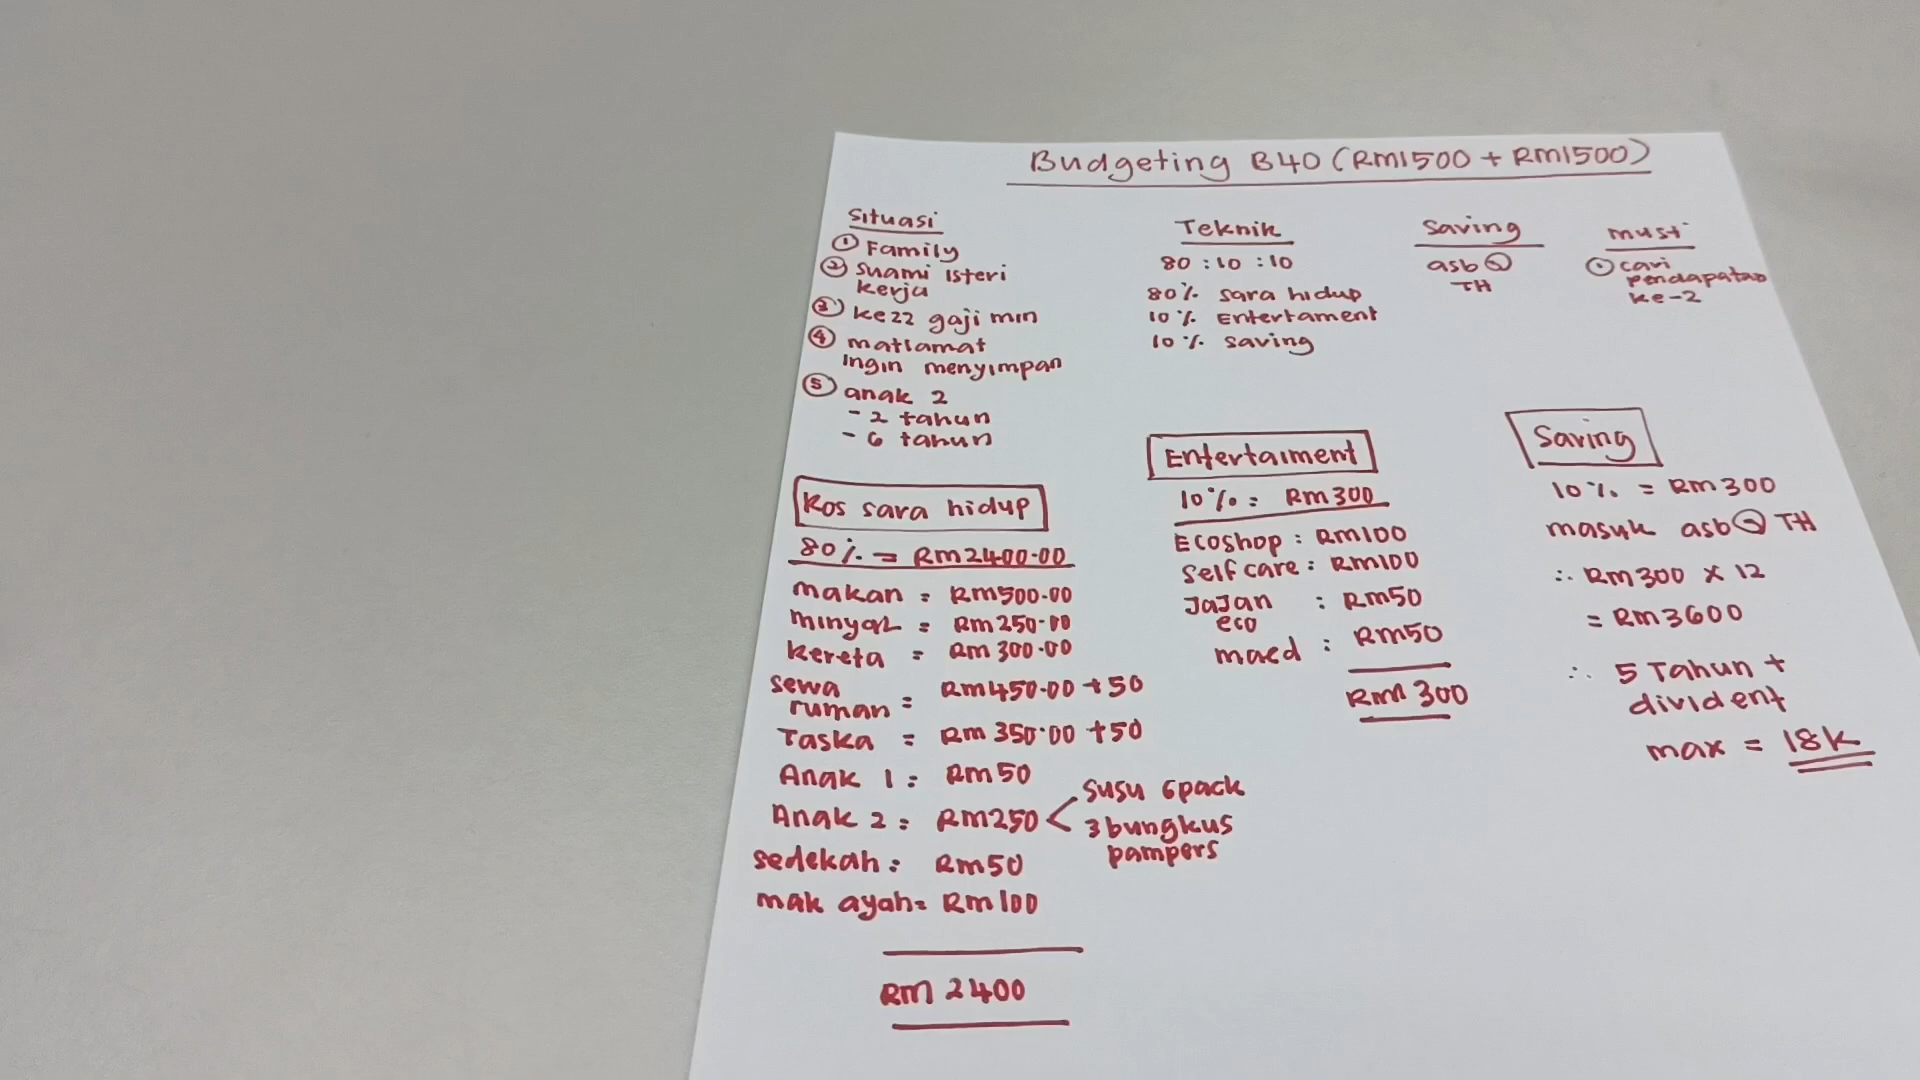 Budgeting B40 (RM1500 + RM1500)
Situasi
① Family
② suami isteri
kerja
③ ke22 gaji min
④ matlamat
ingin menyimpan
⑤ anak 2
- 2 tahun
- 6 tahun
Teknik
80 : 10 : 10
80% sara hidup
10% Entertament
10% saving
Saving
asb
TH
must
① cari
pendapatan
ke-2
Kos sara hidup
80% = RM2400.00
makan = RM500.00
minyak = RM250.00
kereta = RM300.00
sewa
rumah = RM450.00 + 50
Taska = RM350.00 + 50
Anak 1 : RM50
Anak 2 : RM250 < susu 6pack
3 bungkus
pampers
sedekah : RM50
mak ayah = RM100
RM 2400
Entertaiment
10% = RM300
Ecoshop : RM100
selfcare : RM100
JaJan : RM50
eco
maed : RM50
RM 300
Saving
10% = RM300
masuk asb TH
∴ RM300 x 12
= RM3600
∴ 5 Tahun +
divident
max = 18K